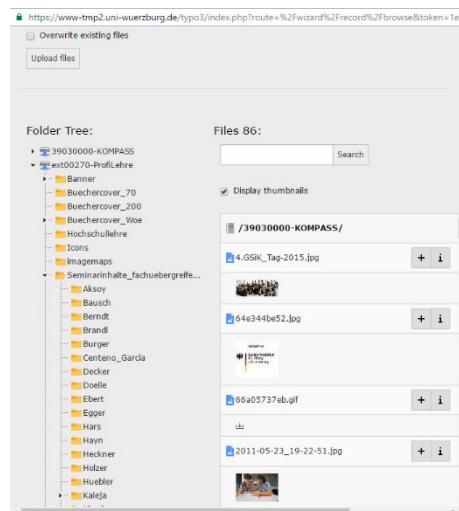 https://www-tmp2.uni-wuerzburg.de/typo3/index.php?route=%2Fwizard%2Frecord%2Fbrowse&token=1e
Overwrite existing files
Upload files
Folder Tree:
39030000-KOMPASS
ext00270-ProfiLehre
Banner
Buechercover_70
Buechercover_200
Buechercover_Woe
Hochschullehre
Icons
imagemaps
Seminarinhalte_fachuebergreife...
Aksoy
Bausch
Berndt
Brandl
Burger
Centeno_Garcia
Decker
Doelle
Ebert
Egger
Hars
Hayn
Heckner
Holzer
Huebler
Kaleja
Files 86:
Search
Display thumbnails
/39030000-KOMPASS/
4.GSiK_Tag-2015.jpg
+ i
64e344be52.jpg
+ i
66a05737eb.gif
+ i
2011-05-23_19-22-51.jpg
+ i